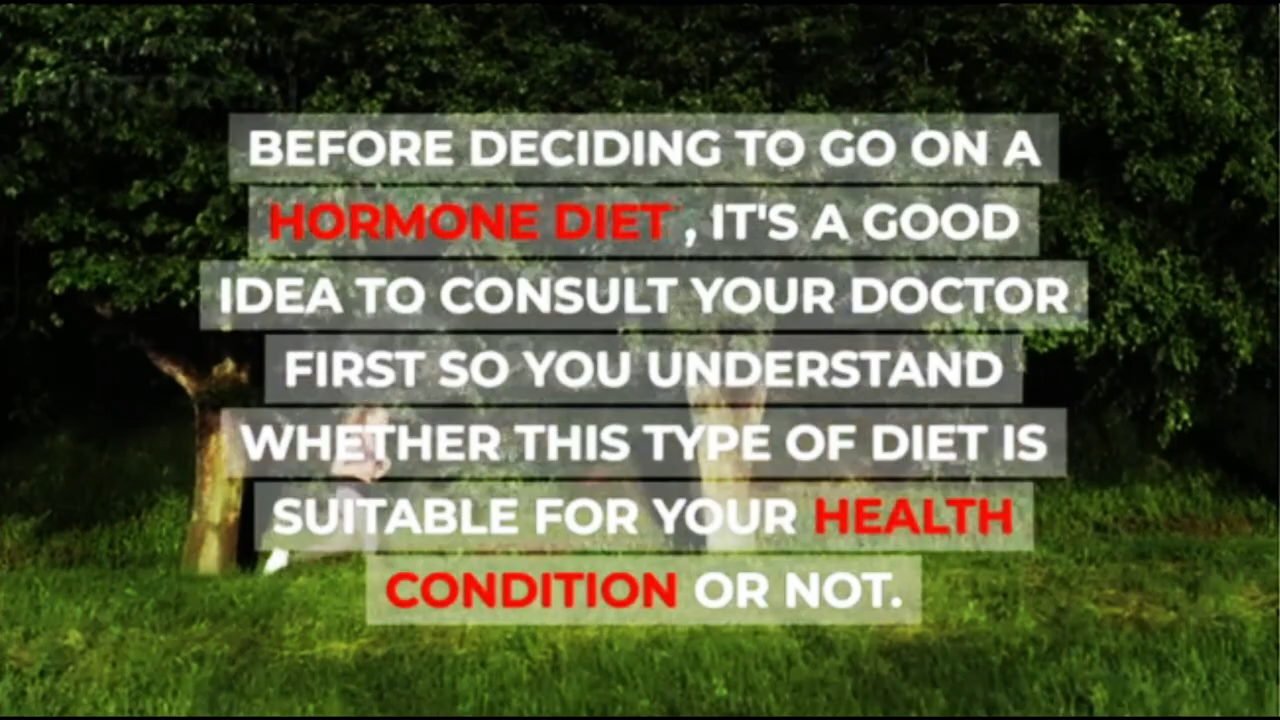 BEFORE DECIDING TO GO ON A
HORMONE DIET , IT'S A GOOD
IDEA TO CONSULT YOUR DOCTOR
FIRST SO YOU UNDERSTAND
WHETHER THIS TYPE OF DIET IS
SUITABLE FOR YOUR HEALTH
CONDITION OR NOT.